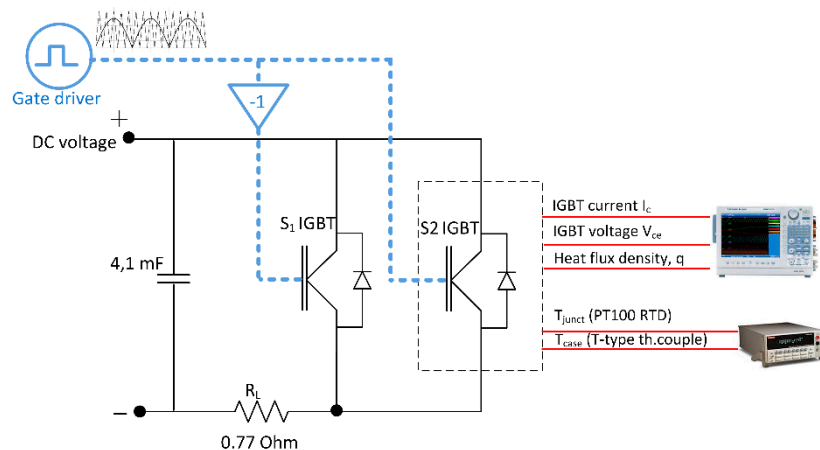 Gate driver
-1
+
DC voltage
S1 IGBT
S2 IGBT
4,1 mF
IGBT current Ic
IGBT voltage Vce
Heat flux density, q
Tjunct (PT100 RTD)
Tcase (T-type th.couple)
RL
−
0.77 Ohm